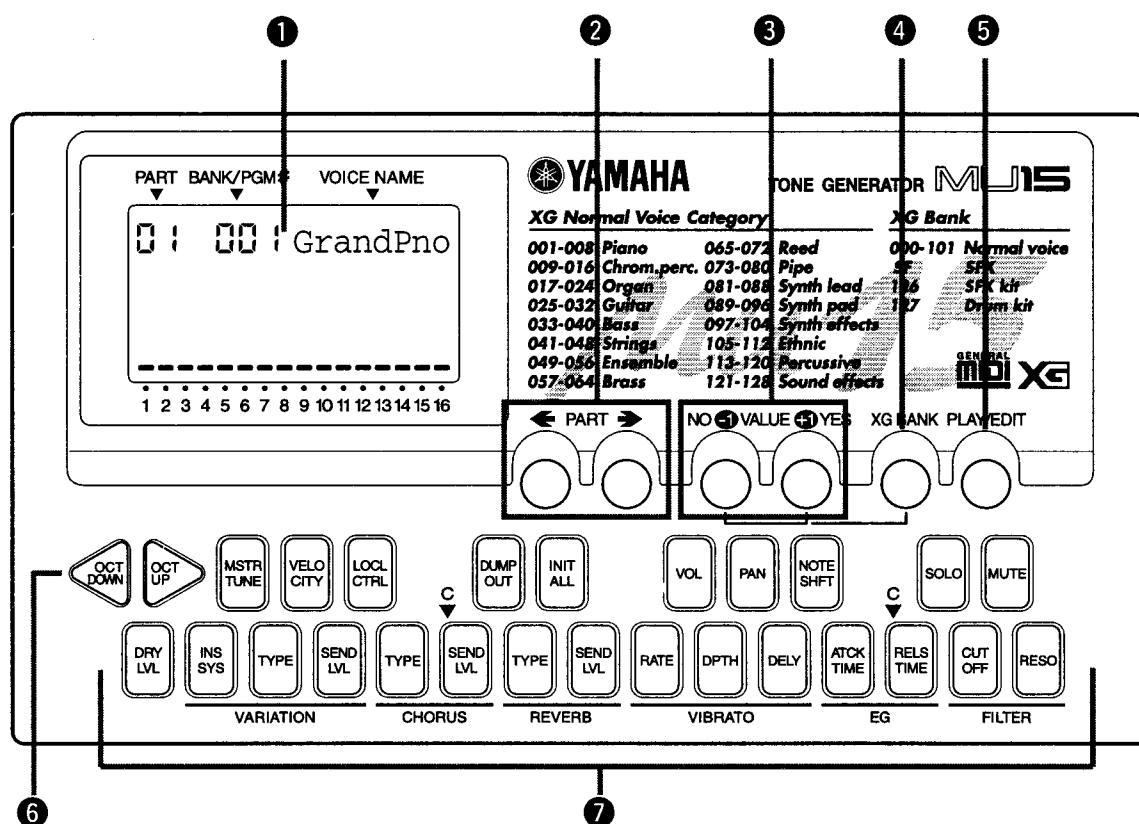 1 2 3 4 5
PART BANK/PGM# VOICE NAME
01 001 GrandPno
1 2 3 4 5 6 7 8 9 10 11 12 13 14 15 16
YAMAHA TONE GENERATOR MU15
XG Normal Voice Category XG Bank
001-008 Piano 065-072 Reed 000-101 Normal voice
009-016 Chrom.perc. 073-080 Pipe SF SFX
017-024 Organ 081-088 Synth lead 126 SFX kit
025-032 Guitar 089-096 Synth pad 127 Drum kit
033-040 Bass 097-104 Synth effects
041-048 Strings 105-112 Ethnic
049-056 Ensemble 113-120 Percussive
057-064 Brass 121-128 Sound effects
GENERAL MIDI XG
PART NO -1 VALUE +1 YES XG BANK PLAY/EDIT
OCT DOWN OCT UP MSTR TUNE VELO CITY LOCL CTRL DUMP OUT INIT ALL VOL PAN NOTE SHFT SOLO MUTE
C C
DRY LVL INS SYS TYPE SEND LVL TYPE SEND LVL TYPE SEND LVL RATE DPTH DELY ATCK TIME RELS TIME CUT OFF RESO
VARIATION CHORUS REVERB VIBRATO EG FILTER
6 7